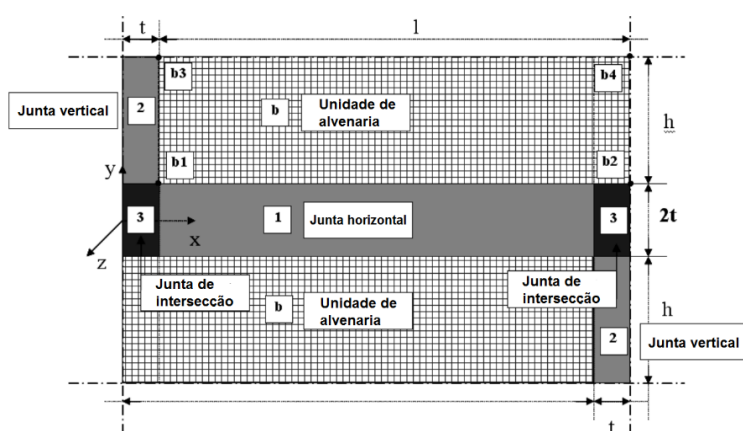 t
l
b3
b4
Junta vertical
2
b
Unidade de
alvenaria
h
y
b1
b2
3
1
Junta horizontal
3
2t
x
z
Junta de
intersecção
Junta de
intersecção
b
Unidade de
alvenaria
h
2
Junta vertical
t